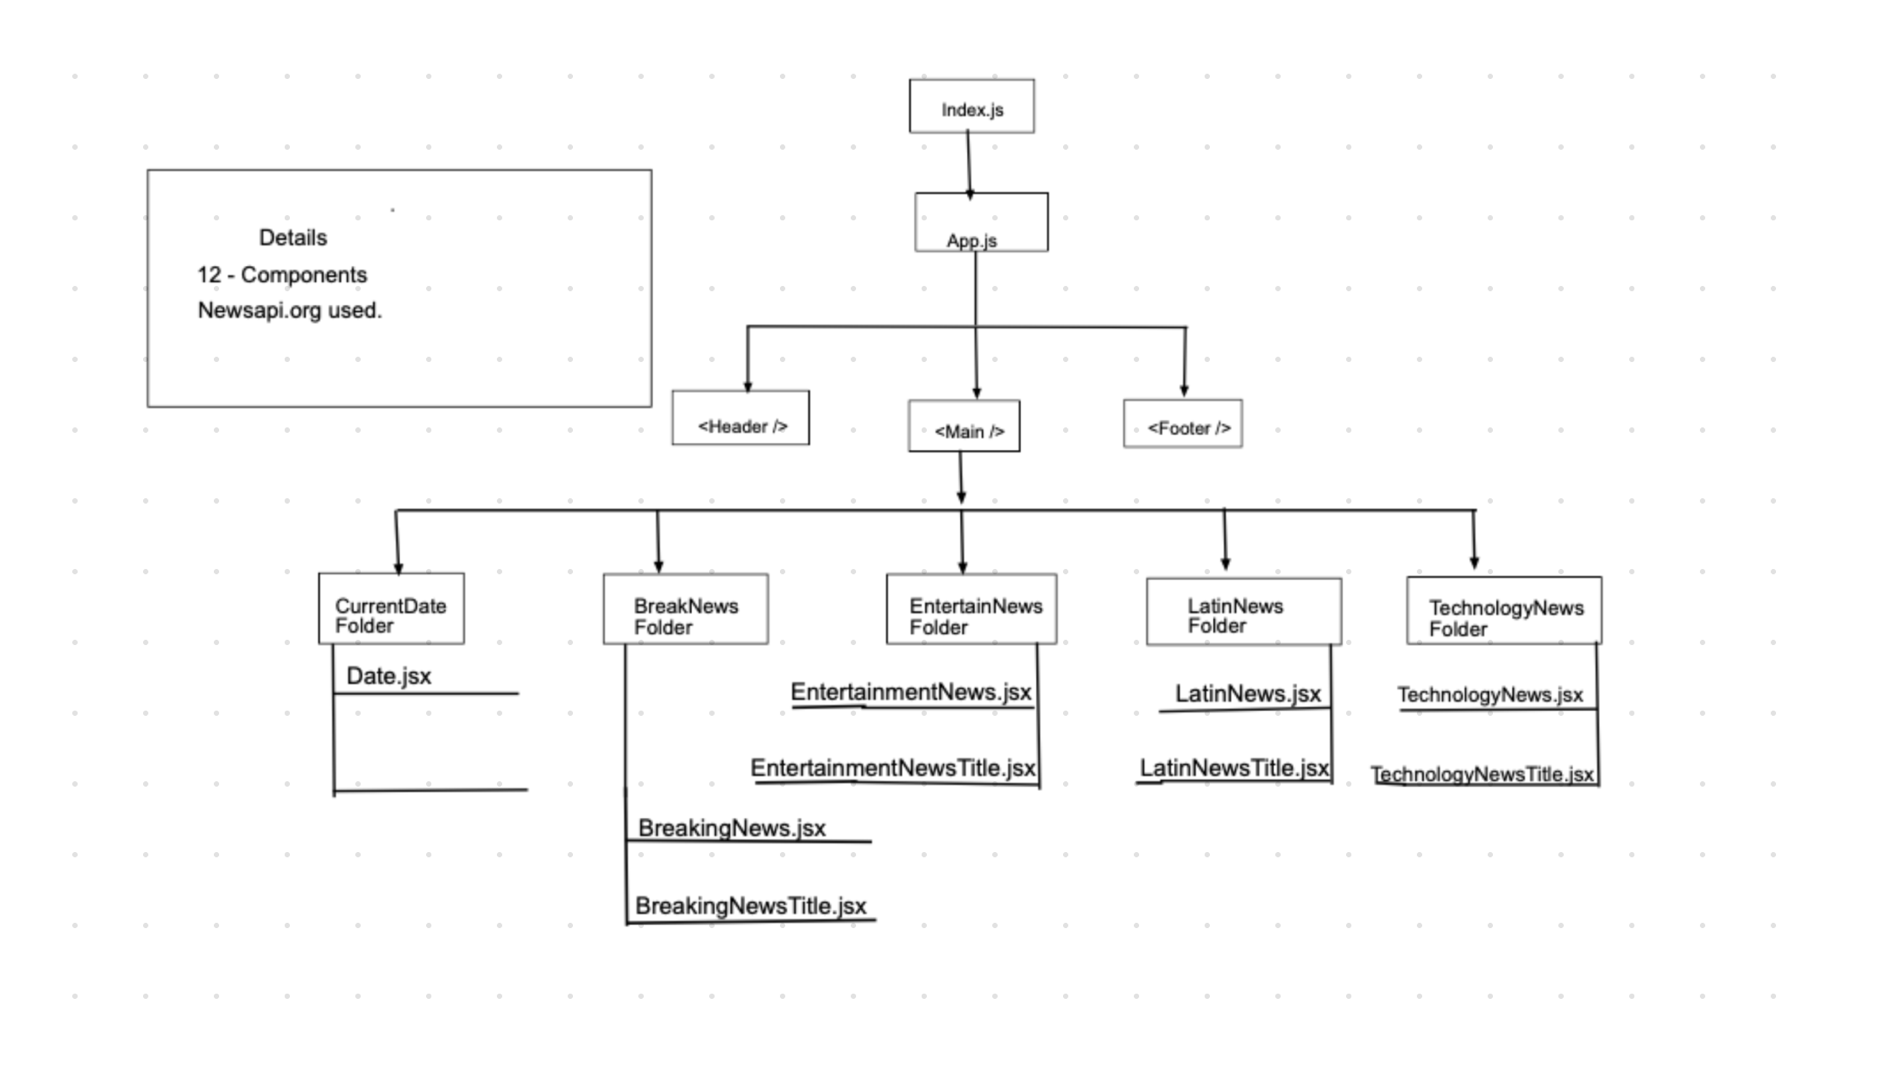 Index.js
App.js
Details
12 - Components
Newsapi.org used.
<Header />
<Main />
<Footer />
CurrentDate
Folder
BreakNews
Folder
EntertainNews
Folder
LatinNews
Folder
TechnologyNews
Folder
Date.jsx
EntertainmentNews.jsx
LatinNews.jsx
TechnologyNews.jsx
EntertainmentNewsTitle.jsx
LatinNewsTitle.jsx
TechnologyNewsTitle.jsx
BreakingNews.jsx
BreakingNewsTitle.jsx